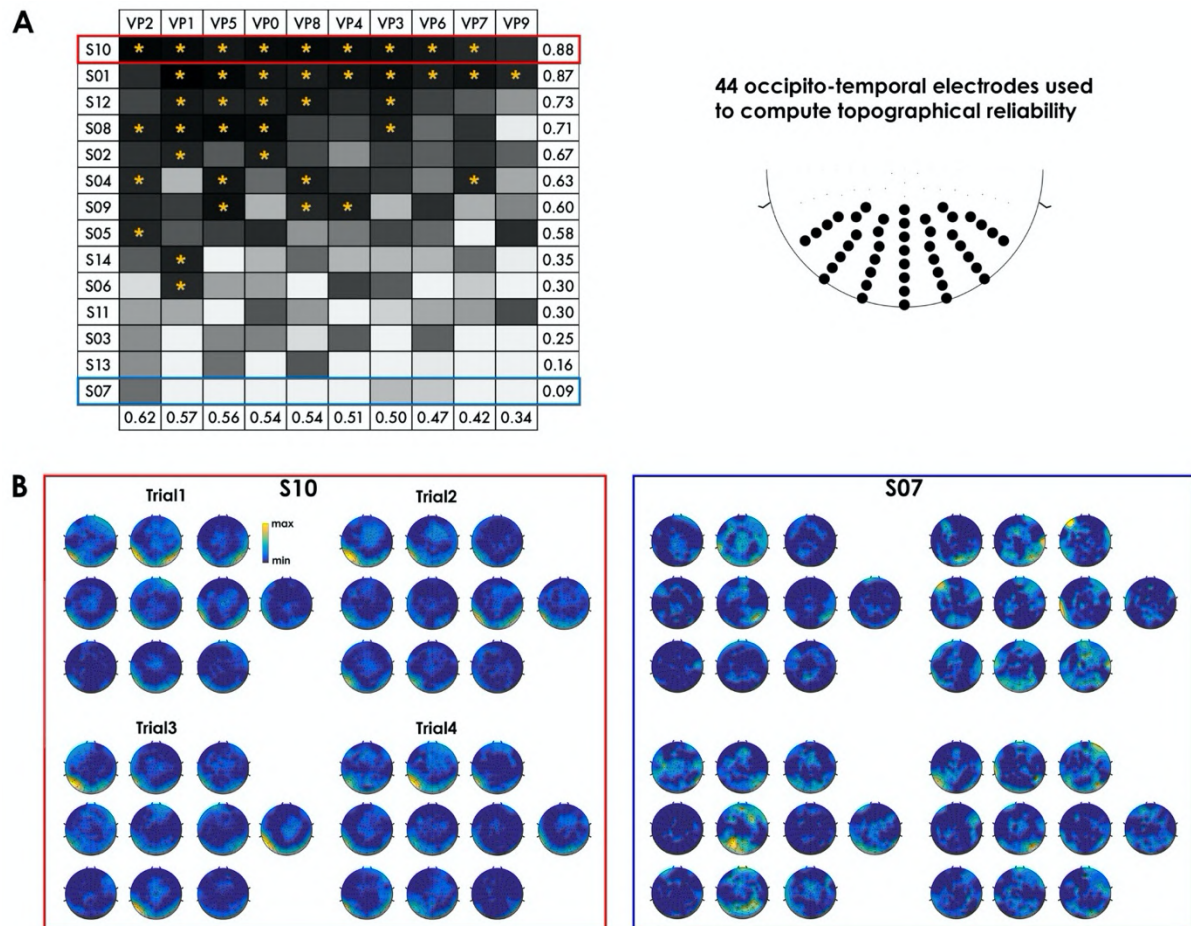 A
VP2 VP1 VP5 VP0 VP8 VP4 VP3 VP6 VP7 VP9
S10 * * * * * * * * * 0.88
S01 * * * * * * * * * 0.87
S12 * * * * * 0.73
S08 * * * * * 0.71
S02 * * 0.67
S04 * * * * 0.63
S09 * * * 0.60
S05 * 0.58
S14 * 0.35
S06 * 0.30
S11 0.30
S03 0.25
S13 0.16
S07 0.09
0.62 0.57 0.56 0.54 0.54 0.51 0.50 0.47 0.42 0.34
44 occipito-temporal electrodes used
to compute topographical reliability
B
S10
Trial1
max
min
Trial2
Trial3
Trial4
S07